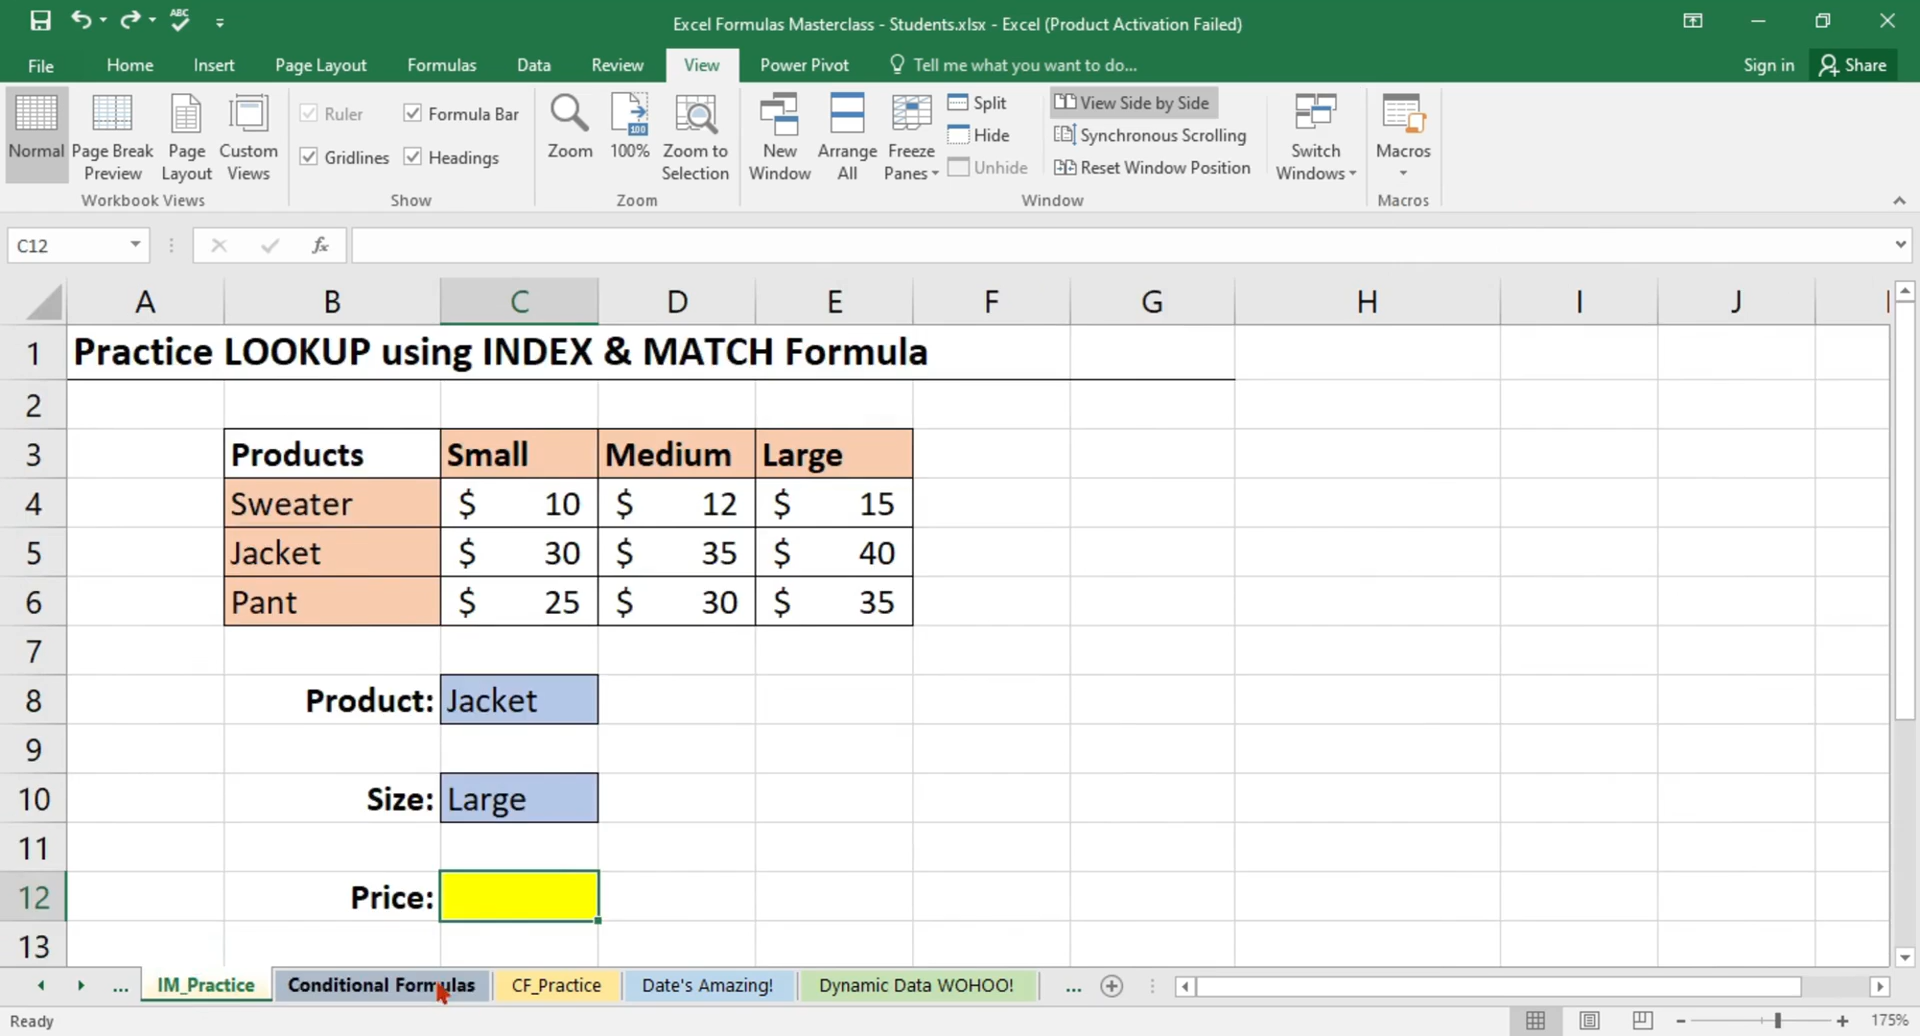 ABC
Excel Formulas Masterclass - Students.xlsx - Excel (Product Activation Failed)
File Home Insert Page Layout Formulas Data Review View Power Pivot Tell me what you want to do... Sign in Share
Normal
Page Break Preview
Page Layout
Custom Views
Workbook Views
Ruler
Formula Bar
Gridlines
Headings
Show
Zoom
100
100%
Zoom to Selection
Zoom
New Window
Arrange All
Freeze Panes
Split
Hide
Unhide
View Side by Side
Synchronous Scrolling
Reset Window Position
Window
Switch Windows
Macros
Macros
C12 fx
A B C D E F G H I J
1 Practice LOOKUP using INDEX & MATCH Formula
2
3 Products Small Medium Large
4 Sweater $ 10 $ 12 $ 15
5 Jacket $ 30 $ 35 $ 40
6 Pant $ 25 $ 30 $ 35
7
8 Product: Jacket
9
10 Size: Large
11
12 Price:
13
... IM_Practice Conditional Formulas CF_Practice Date's Amazing! Dynamic Data WOHOO! ...
Ready 175%